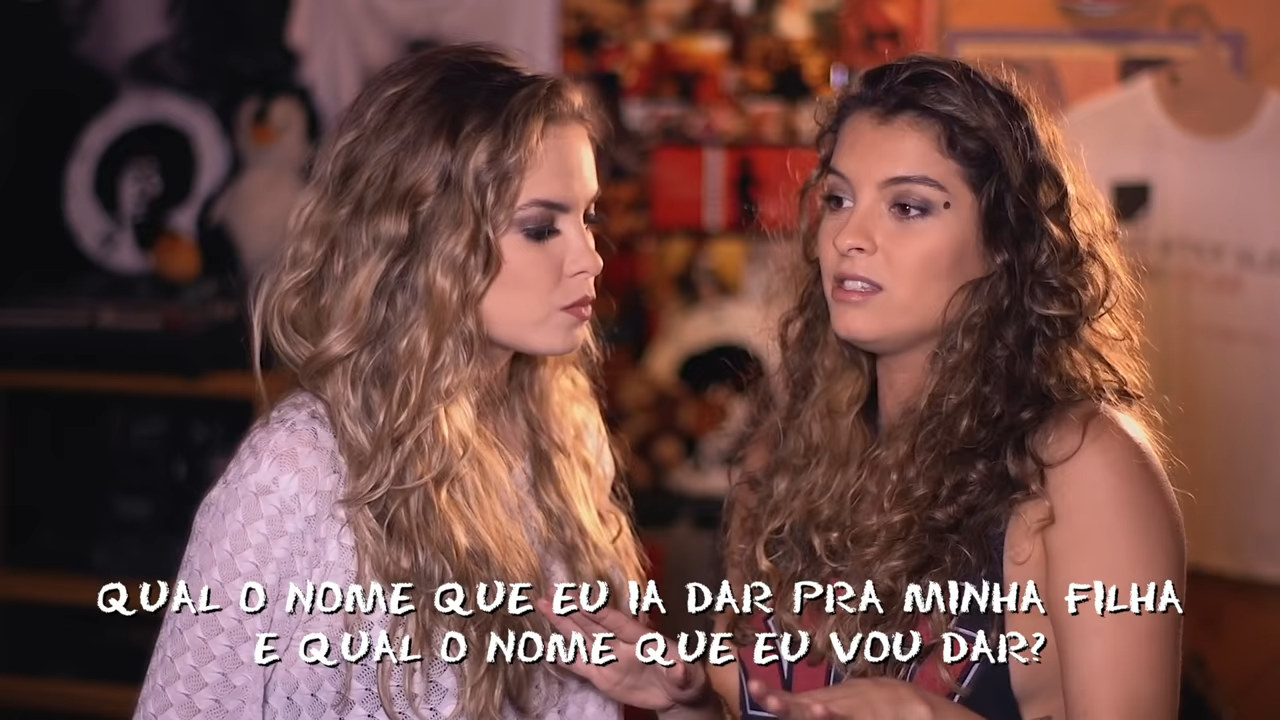 QUAL O NOME QUE EU IA DAR PRA MINHA FILHA
E QUAL O NOME QUE EU VOU DAR?